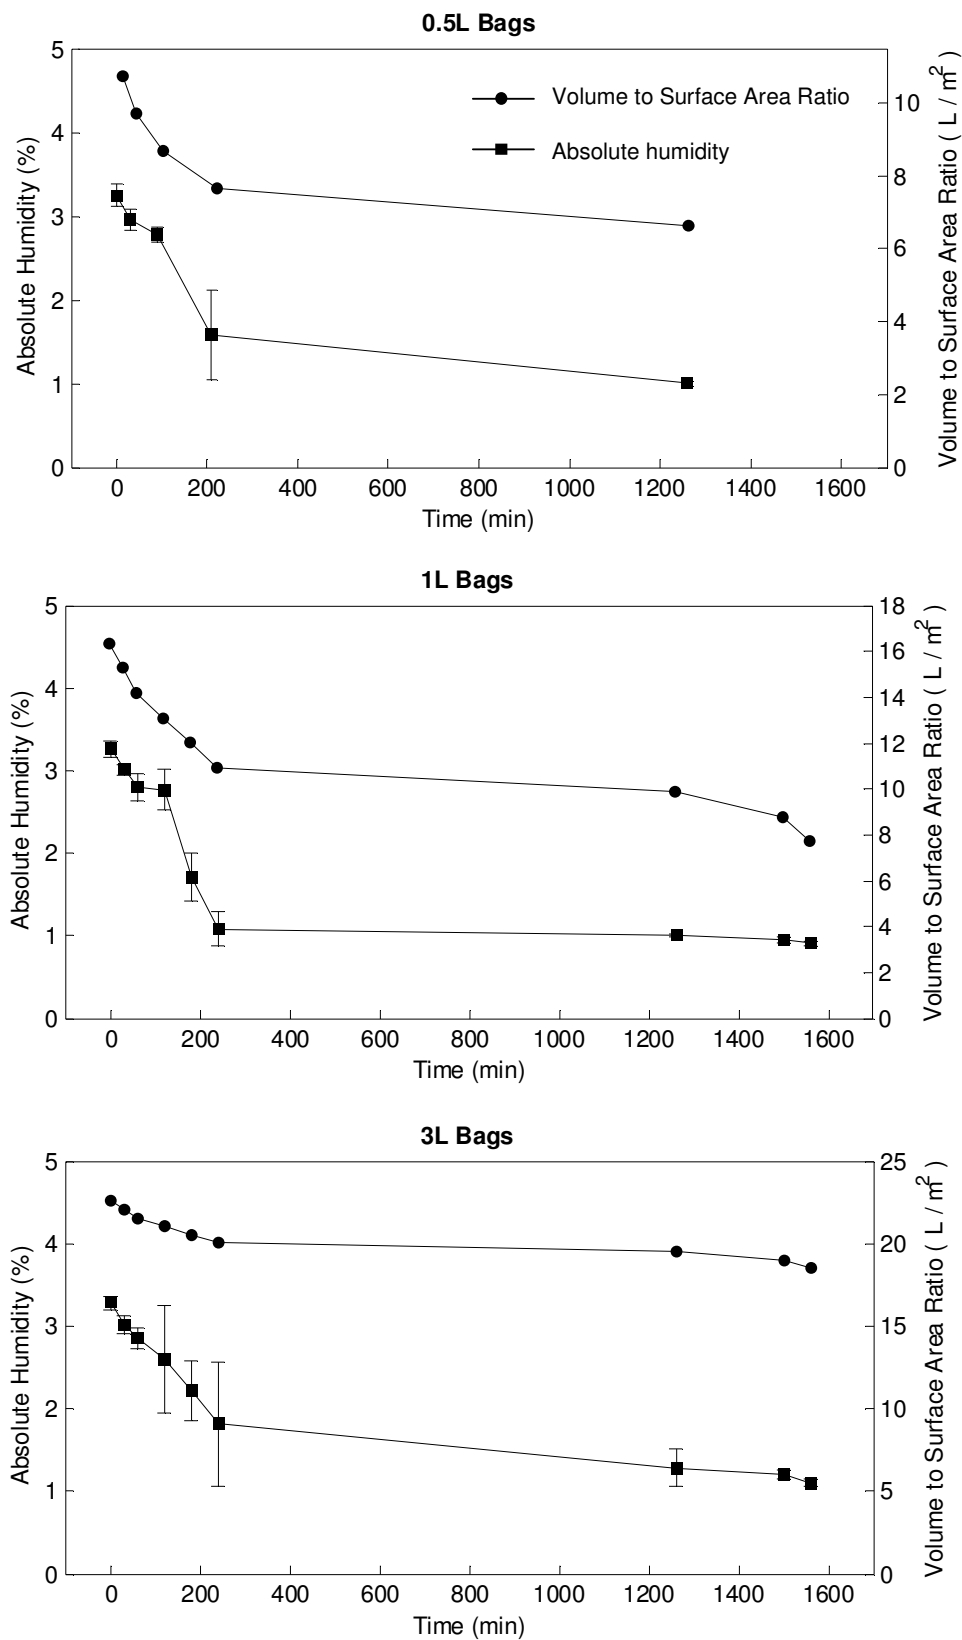 0.5L Bags
5
4
3
2
1
0
Absolute Humidity (%)
10
8
6
4
2
0
Volume to Surface Area Ratio ( L / m²)
Volume to Surface Area Ratio
Absolute humidity
0 200 400 600 800 1000 1200 1400 1600
Time (min)
1L Bags
5
4
3
2
1
0
Absolute Humidity (%)
18
16
14
12
10
8
6
4
2
0
Volume to Surface Area Ratio ( L / m²)
0 200 400 600 800 1000 1200 1400 1600
Time (min)
3L Bags
5
4
3
2
1
0
Absolute Humidity (%)
25
20
15
10
5
0
Volume to Surface Area Ratio ( L / m²)
0 200 400 600 800 1000 1200 1400 1600
Time (min)